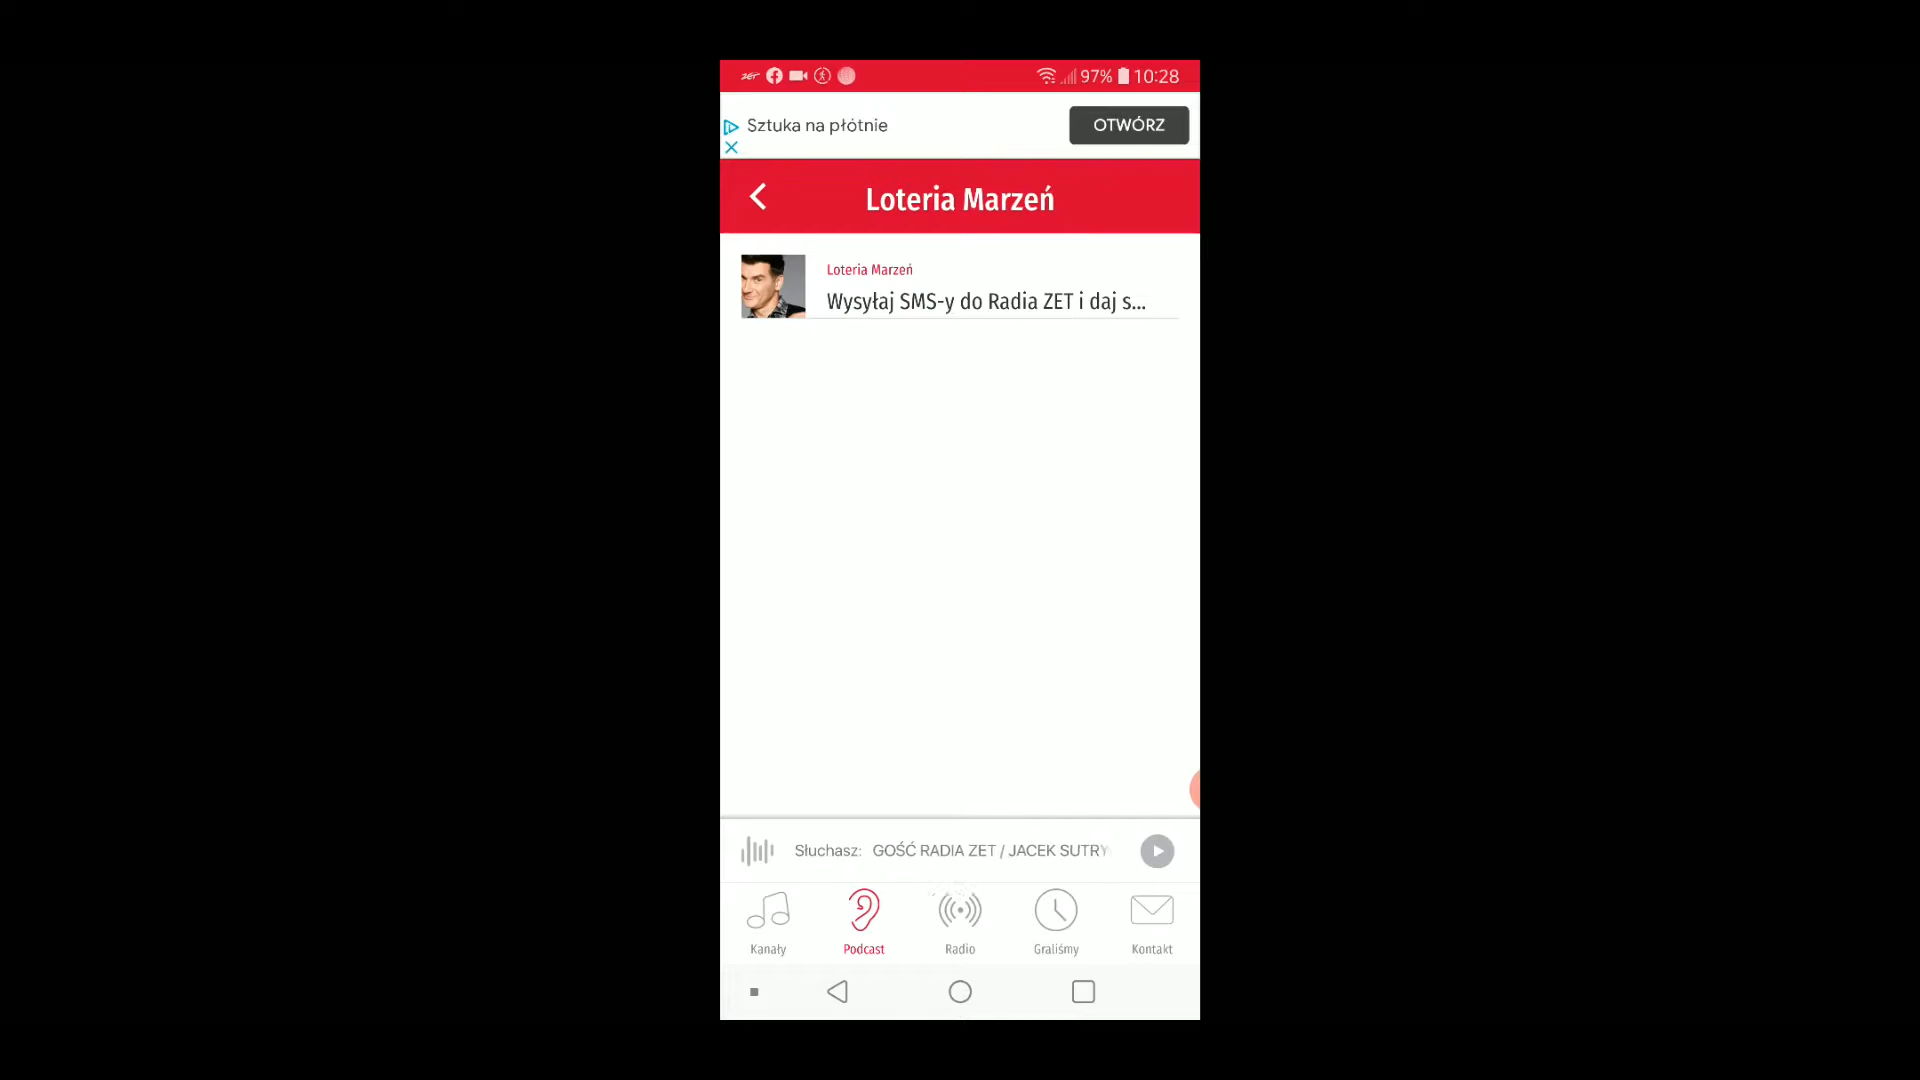 ZET 97% 10:28
Sztuka na płótnie
OTWÓRZ
Loteria Marzeń
Loteria Marzeń
Wysyłaj SMS-y do Radia ZET i daj s...
Słuchasz: GOŚĆ RADIA ZET / JACEK SUTRY
Kanały Podcast Radio Graliśmy Kontakt